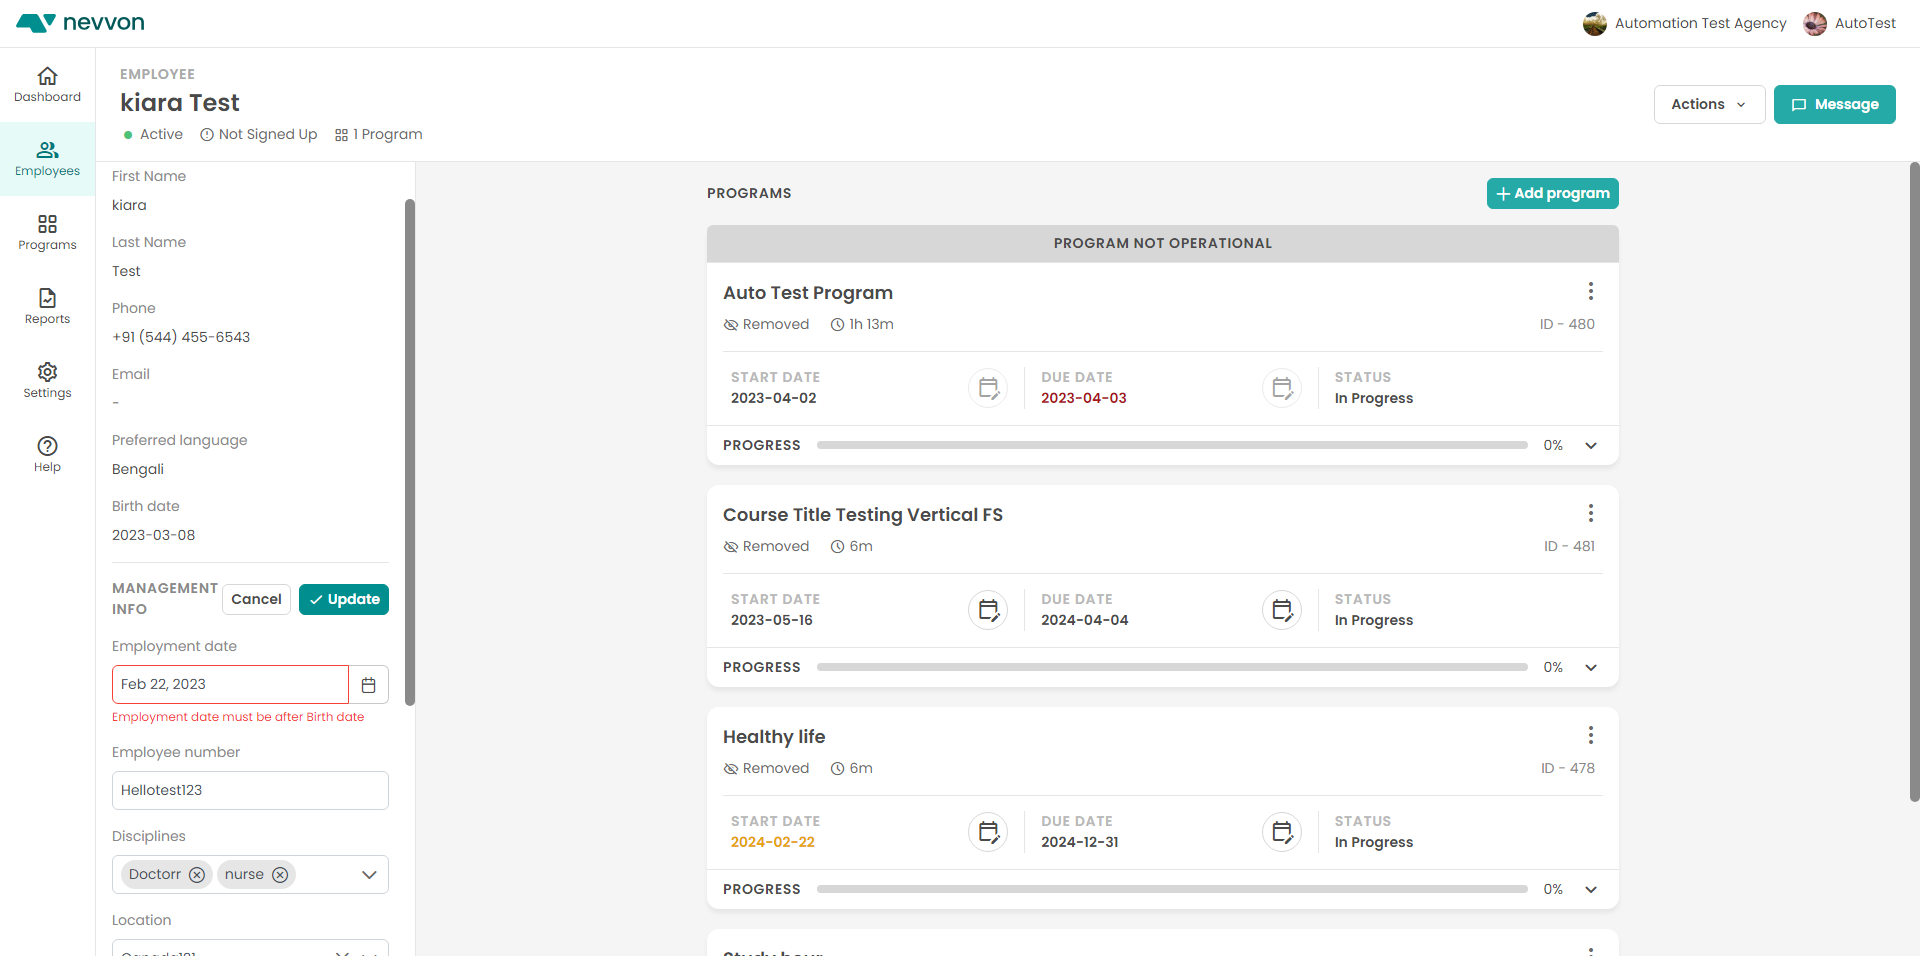 nevvon
Automation Test Agency
AutoTest
Dashboard
Employees
Programs
Reports
Settings
Help
EMPLOYEE
kiara Test
Active
Not Signed Up
1 Program
Actions
Message
First Name
kiara
Last Name
Test
Phone
+91 (544) 455-6543
Email
-
Preferred language
Bengali
Birth date
2023-03-08
MANAGEMENT
INFO
Cancel
Update
Employment date
Feb 22, 2023
Employment date must be after Birth date
Employee number
Hellotest123
Disciplines
Doctorr
nurse
Location
PROGRAMS
Add program
PROGRAM NOT OPERATIONAL
Auto Test Program
Removed
1h 13m
ID - 480
START DATE
2023-04-02
DUE DATE
2023-04-03
STATUS
In Progress
PROGRESS
0%
Course Title Testing Vertical FS
Removed
6m
ID - 481
START DATE
2023-05-16
DUE DATE
2024-04-04
STATUS
In Progress
PROGRESS
0%
Healthy life
Removed
6m
ID - 478
START DATE
2024-02-22
DUE DATE
2024-12-31
STATUS
In Progress
PROGRESS
0%